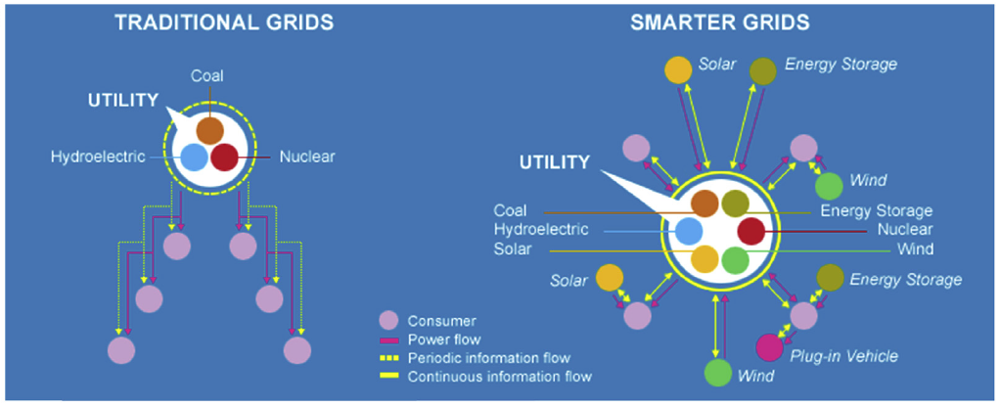 TRADITIONAL GRIDS
Coal
UTILITY
Hydroelectric
Nuclear
SMARTER GRIDS
Solar
Energy Storage
Wind
UTILITY
Coal
Hydroelectric
Solar
Energy Storage
Nuclear
Wind
Solar
Energy Storage
Plug-in Vehicle
Wind
Consumer
Power flow
Periodic information flow
Continuous information flow